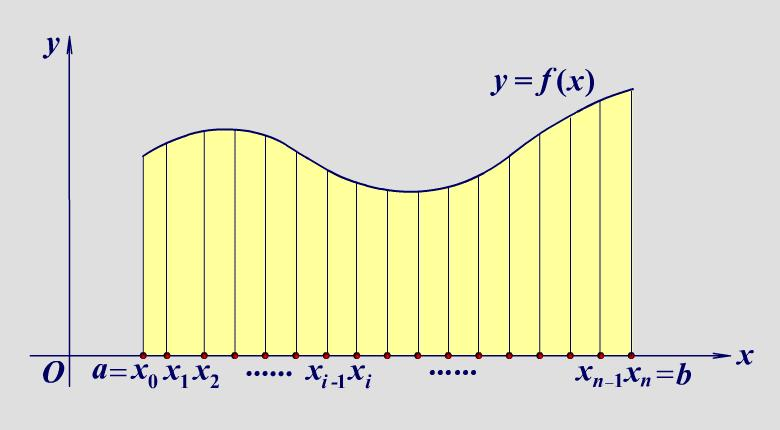 y
y = f(x)
x
O a = x₀ x₁ x₂ ······ xᵢ₋₁ xᵢ ······ xₙ₋₁ xₙ = b